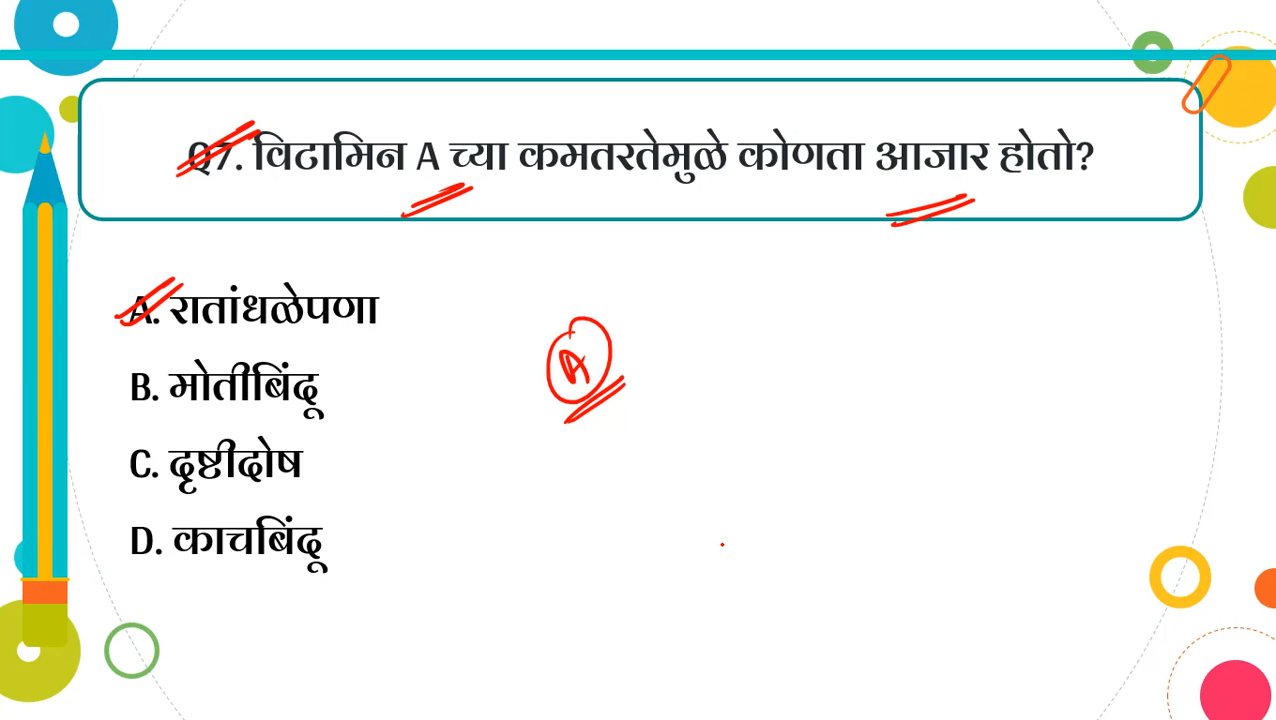 Q7. विटामिन A च्या कमतरतेमुळे कोणता आजार होतो?
A. रातांधळेपणा
A
B. मोतीबिंदू
C. दृष्टीदोष
D. काचबिंदू